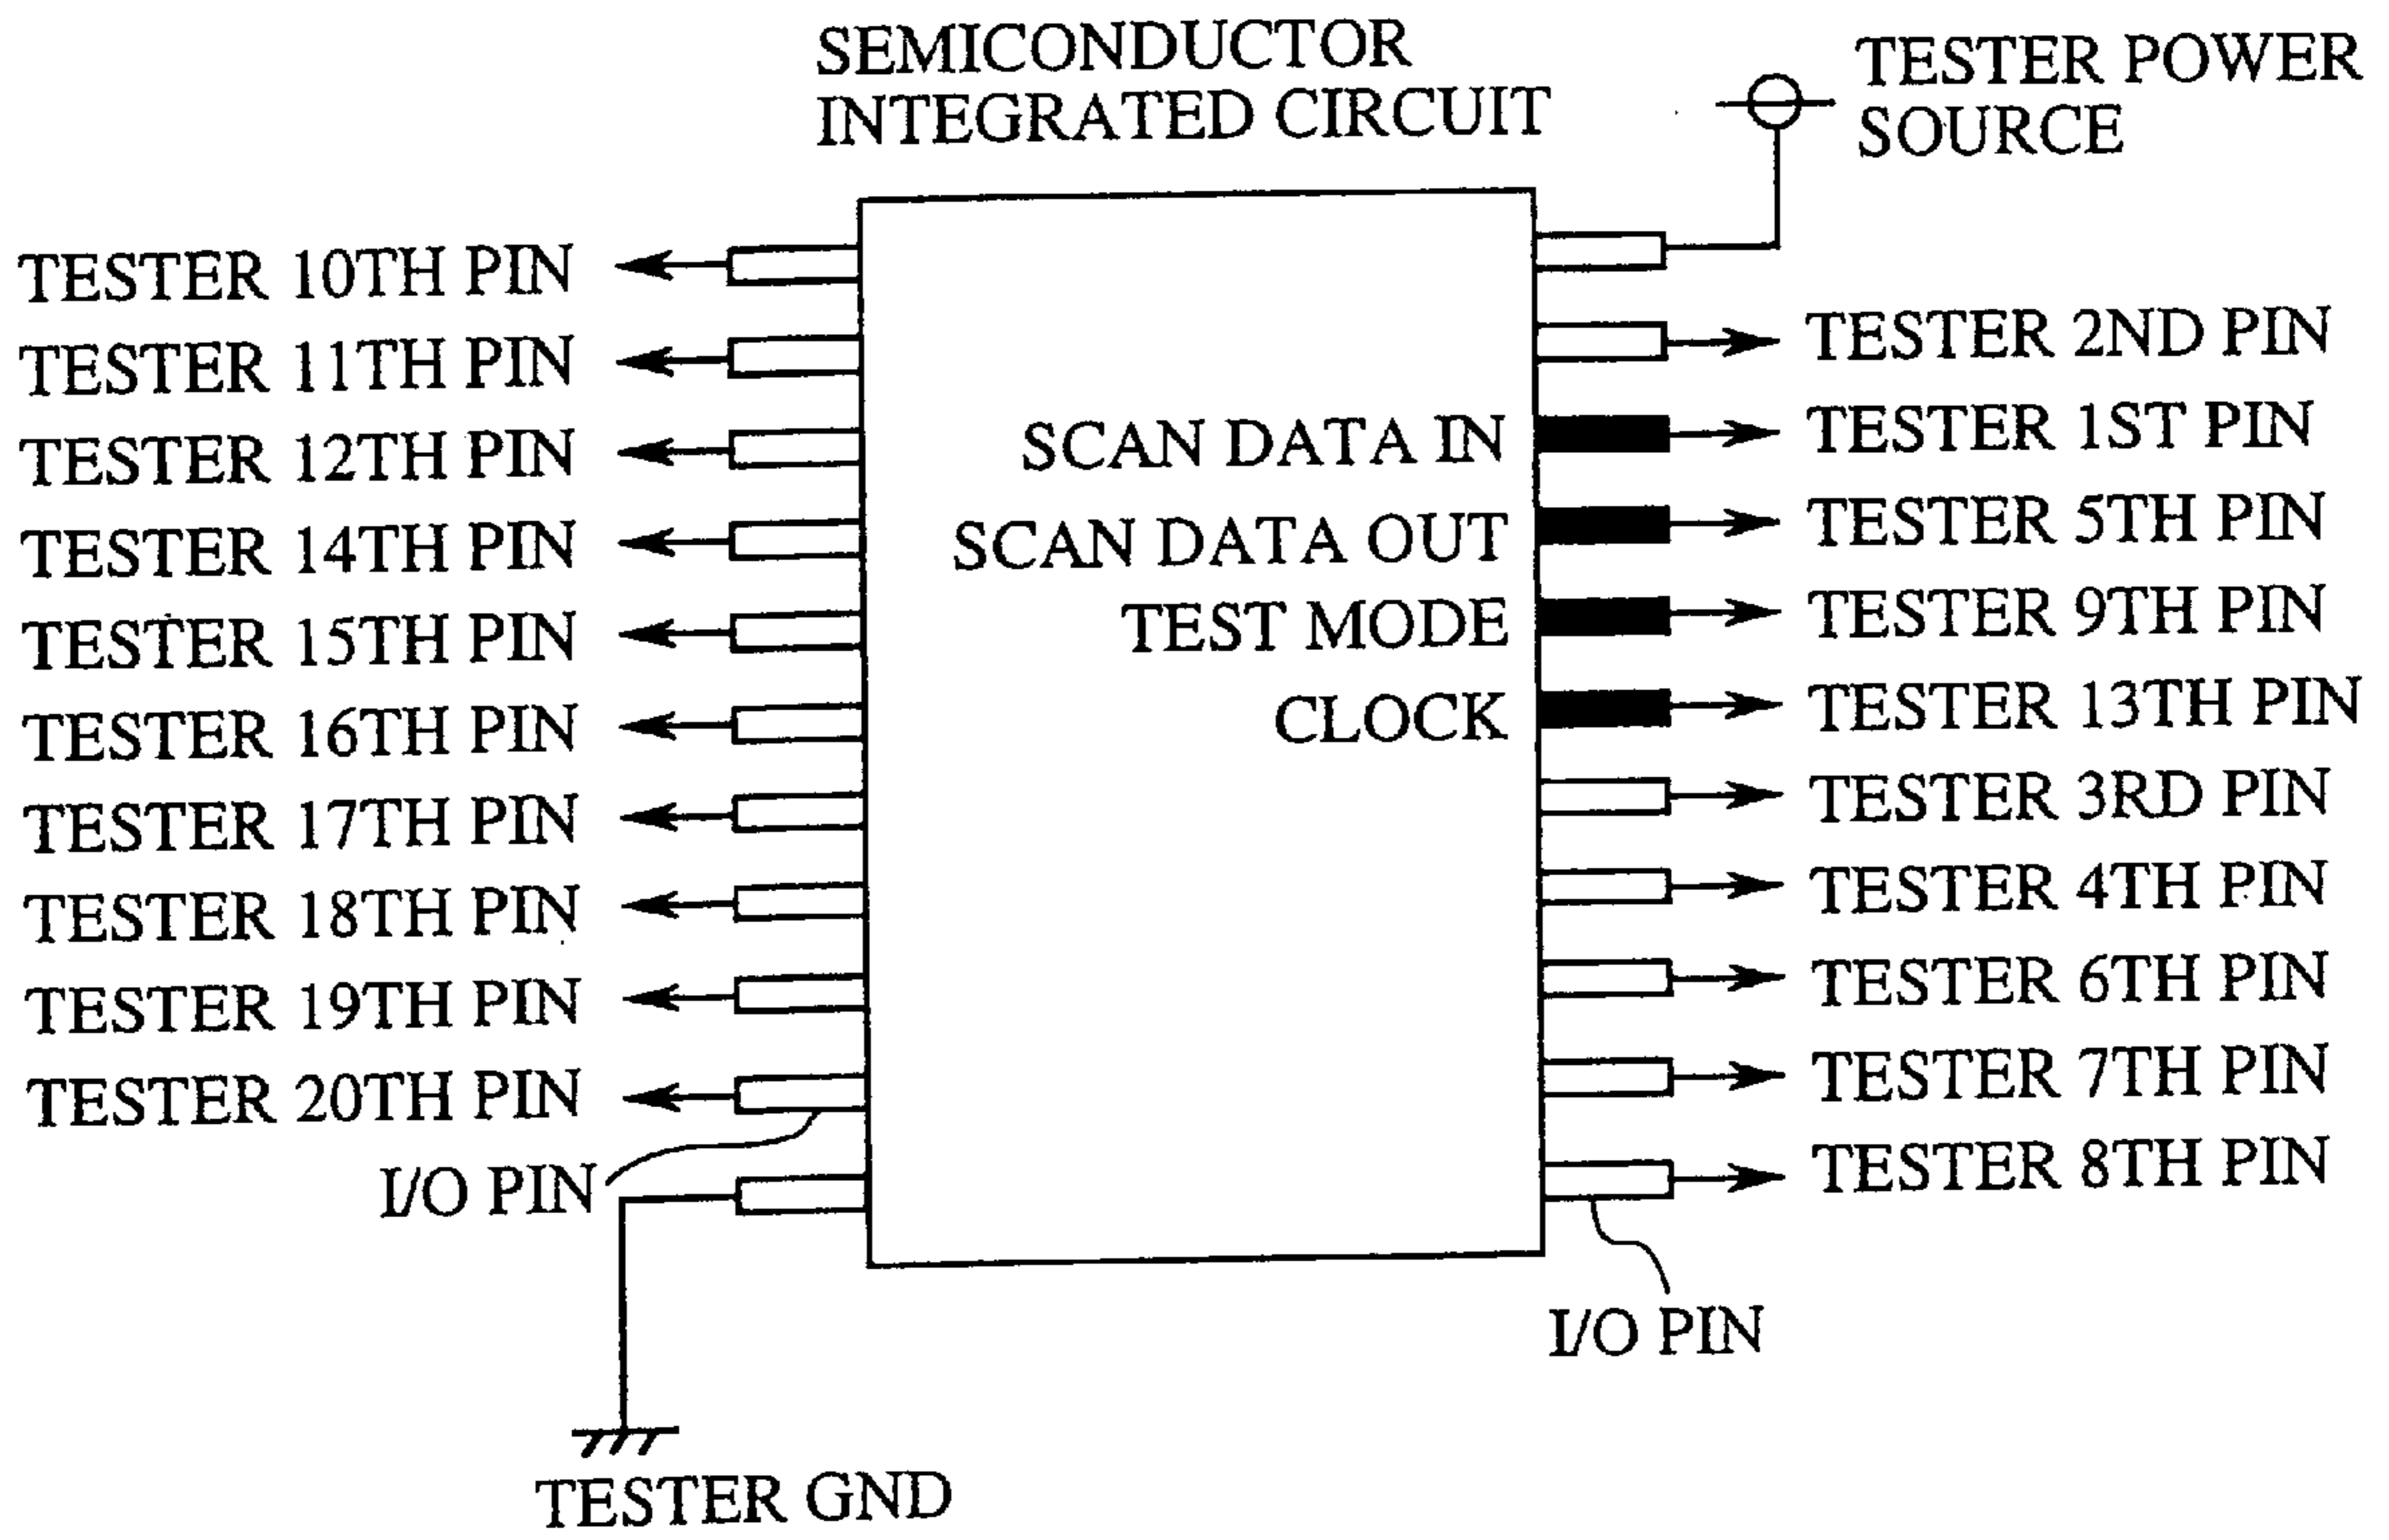 SEMICONDUCTOR
INTEGRATED CIRCUIT
TESTER POWER
SOURCE
TESTER 10TH PIN
TESTER 11TH PIN
TESTER 12TH PIN
TESTER 14TH PIN
TESTER 15TH PIN
TESTER 16TH PIN
TESTER 17TH PIN
TESTER 18TH PIN
TESTER 19TH PIN
TESTER 20TH PIN
I/O PIN
TESTER GND
SCAN DATA IN
SCAN DATA OUT
TEST MODE
CLOCK
TESTER 2ND PIN
TESTER 1ST PIN
TESTER 5TH PIN
TESTER 9TH PIN
TESTER 13TH PIN
TESTER 3RD PIN
TESTER 4TH PIN
TESTER 6TH PIN
TESTER 7TH PIN
TESTER 8TH PIN
I/O PIN